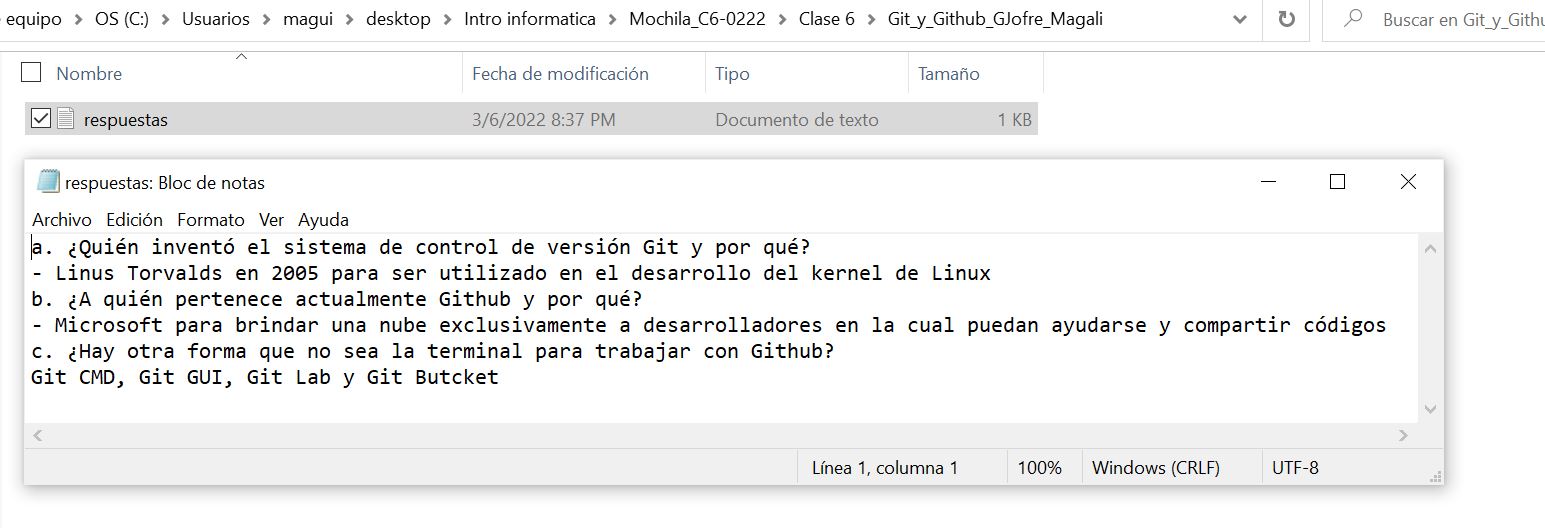 equipo > OS (C:) > Usuarios > magui > desktop > Intro informatica > Mochila_C6-0222 > Clase 6 > Git_y_Github_GJofre_Magali
Buscar en Git_y_Githu
Nombre Fecha de modificación Tipo Tamaño
respuestas 3/6/2022 8:37 PM Documento de texto 1 KB
respuestas: Bloc de notas
Archivo Edición Formato Ver Ayuda
a. ¿Quién inventó el sistema de control de versión Git y por qué?
- Linus Torvalds en 2005 para ser utilizado en el desarrollo del kernel de Linux
b. ¿A quién pertenece actualmente Github y por qué?
- Microsoft para brindar una nube exclusivamente a desarrolladores en la cual puedan ayudarse y compartir códigos
c. ¿Hay otra forma que no sea la terminal para trabajar con Github?
Git CMD, Git GUI, Git Lab y Git Butcket
Línea 1, columna 1 100% Windows (CRLF) UTF-8